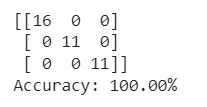 [[16  0  0]
 [ 0 11  0]
 [ 0  0 11]]
Accuracy: 100.00%